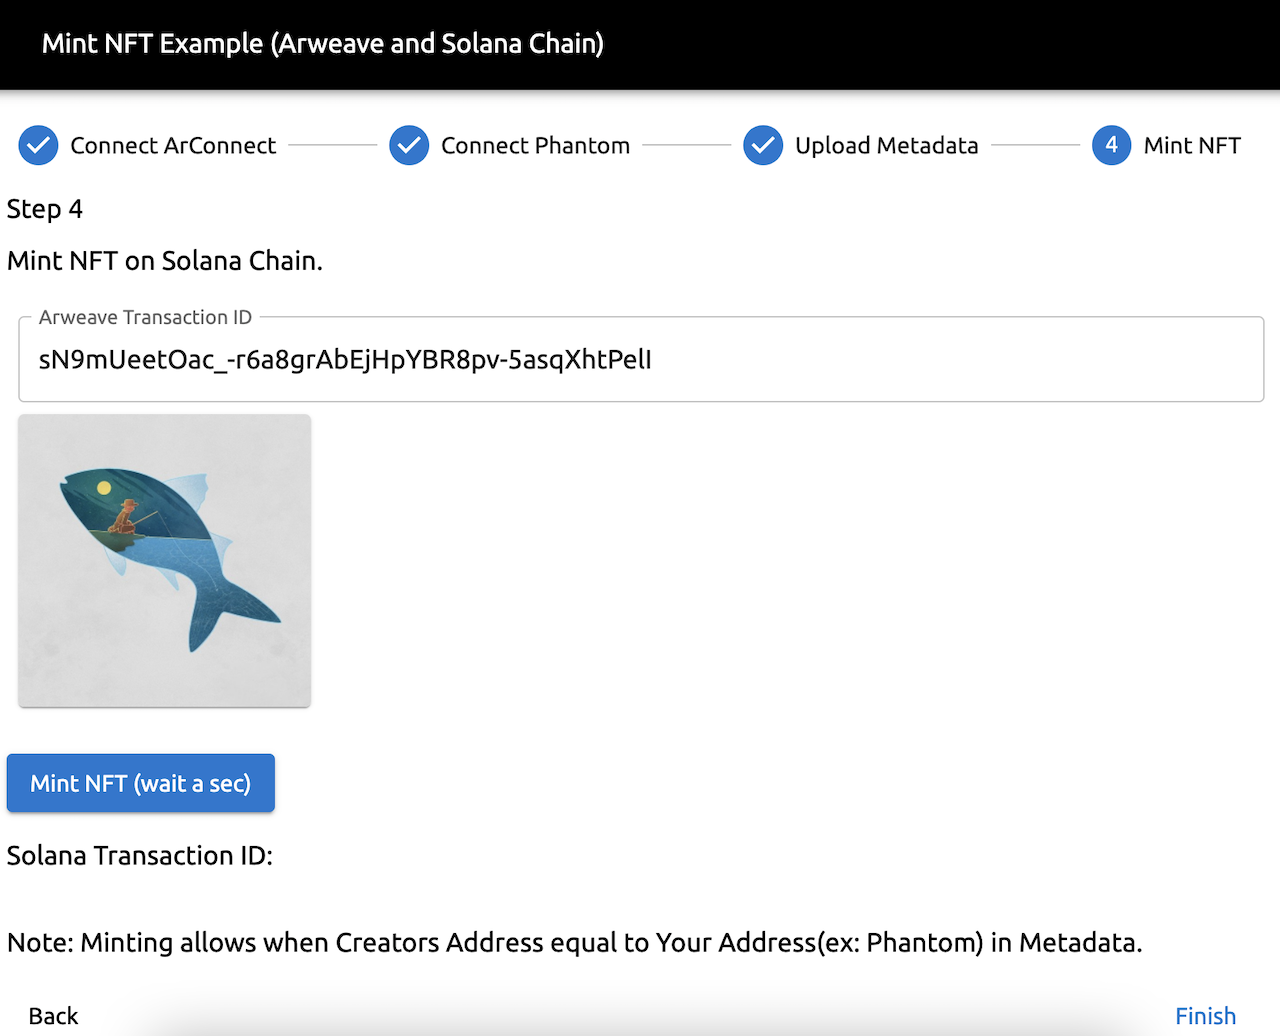 Mint NFT Example (Arweave and Solana Chain)
Connect ArConnect
Connect Phantom
Upload Metadata
4 Mint NFT
Step 4
Mint NFT on Solana Chain.
Arweave Transaction ID
sN9mUeetOac_-r6a8grAbEjHpYBR8pv-5asqXhtPelI
Mint NFT (wait a sec)
Solana Transaction ID:
Note: Minting allows when Creators Address equal to Your Address(ex: Phantom) in Metadata.
Back
Finish